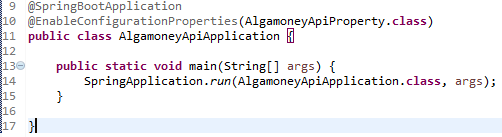 9 @SpringBootApplication
10 @EnableConfigurationProperties(AlgamoneyApiProperty.class)
11 public class AlgamoneyApiApplication {
12
13 public static void main(String[] args) {
14 SpringApplication.run(AlgamoneyApiApplication.class, args);
15 }
16
17 }